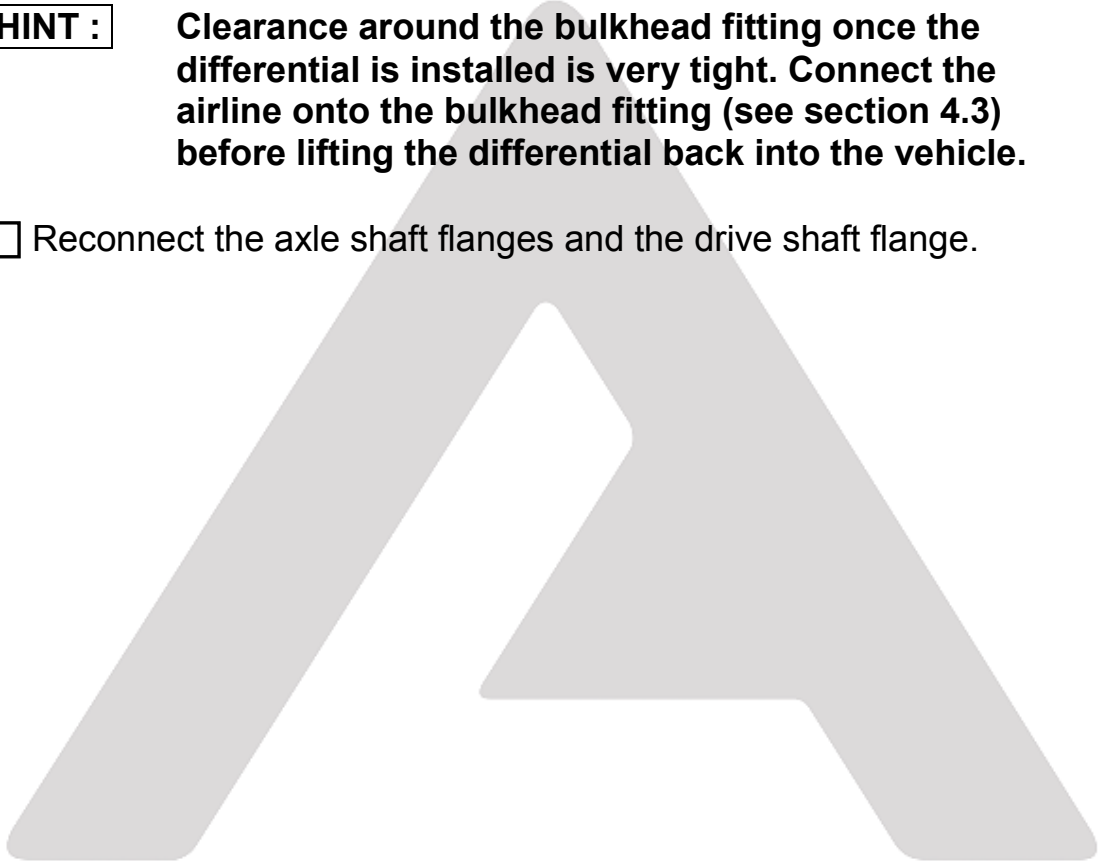 HINT :
Clearance around the bulkhead fitting once the
differential is installed is very tight. Connect the
airline onto the bulkhead fitting (see section 4.3)
before lifting the differential back into the vehicle.
Reconnect the axle shaft flanges and the drive shaft flange.